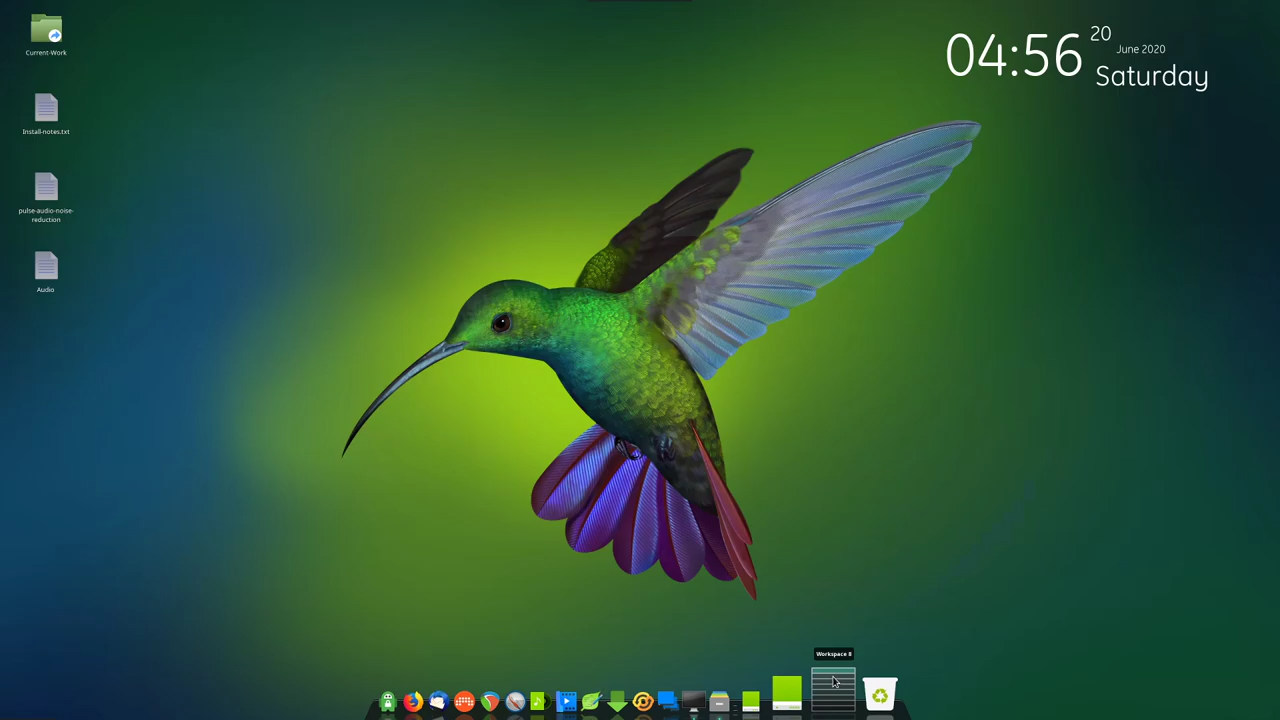 Current-Work
Install-notes.txt
pulse-audio-noise-
reduction
Audio
04:56
20
June 2020
Saturday
Workspace 8